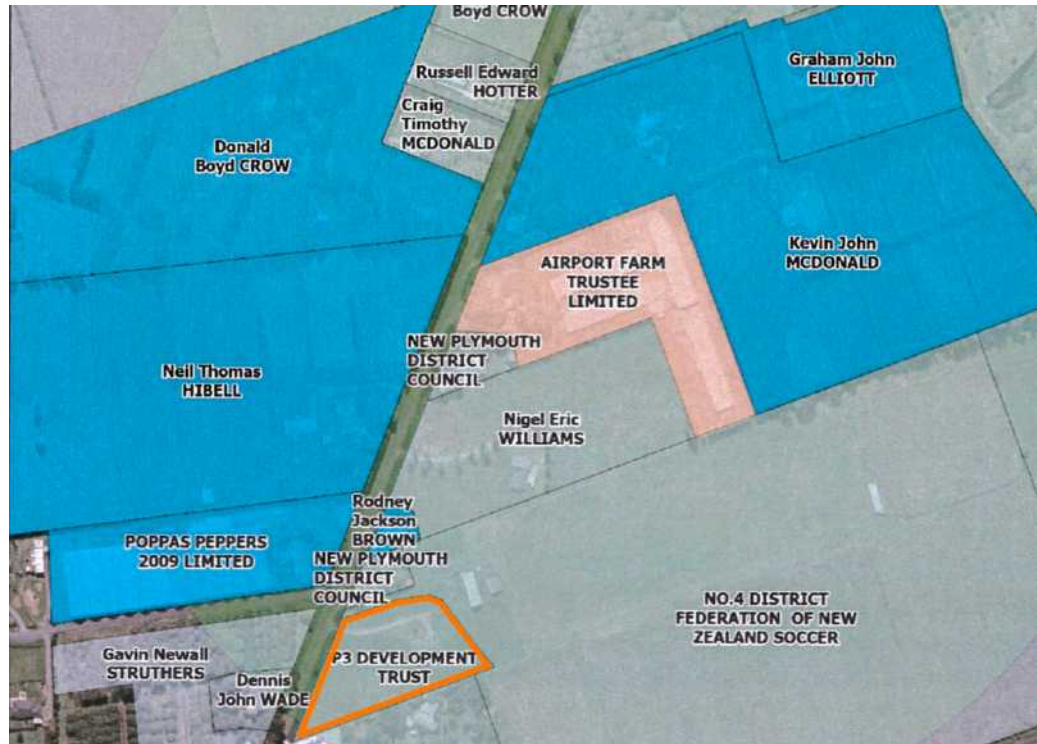 Boyd CROW
Russell Edward
HOTTER
Craig
Timothy
MCDONALD
Graham John
ELLIOTT
Donald
Boyd CROW
Kevin John
MCDONALD
AIRPORT FARM
TRUSTEE
LIMITED
NEW PLYMOUTH
DISTRICT
COUNCIL
Neil Thomas
HIBELL
Nigel Eric
WILLIAMS
Rodney
Jackson
BROWN
POPPAS PEPPERS
2009 LIMITED
NEW PLYMOUTH
DISTRICT
COUNCIL
NO.4 DISTRICT
FEDERATION OF NEW
ZEALAND SOCCER
Gavin Newall
STRUTHERS
Dennis
John WADE
P3 DEVELOPMENT
TRUST